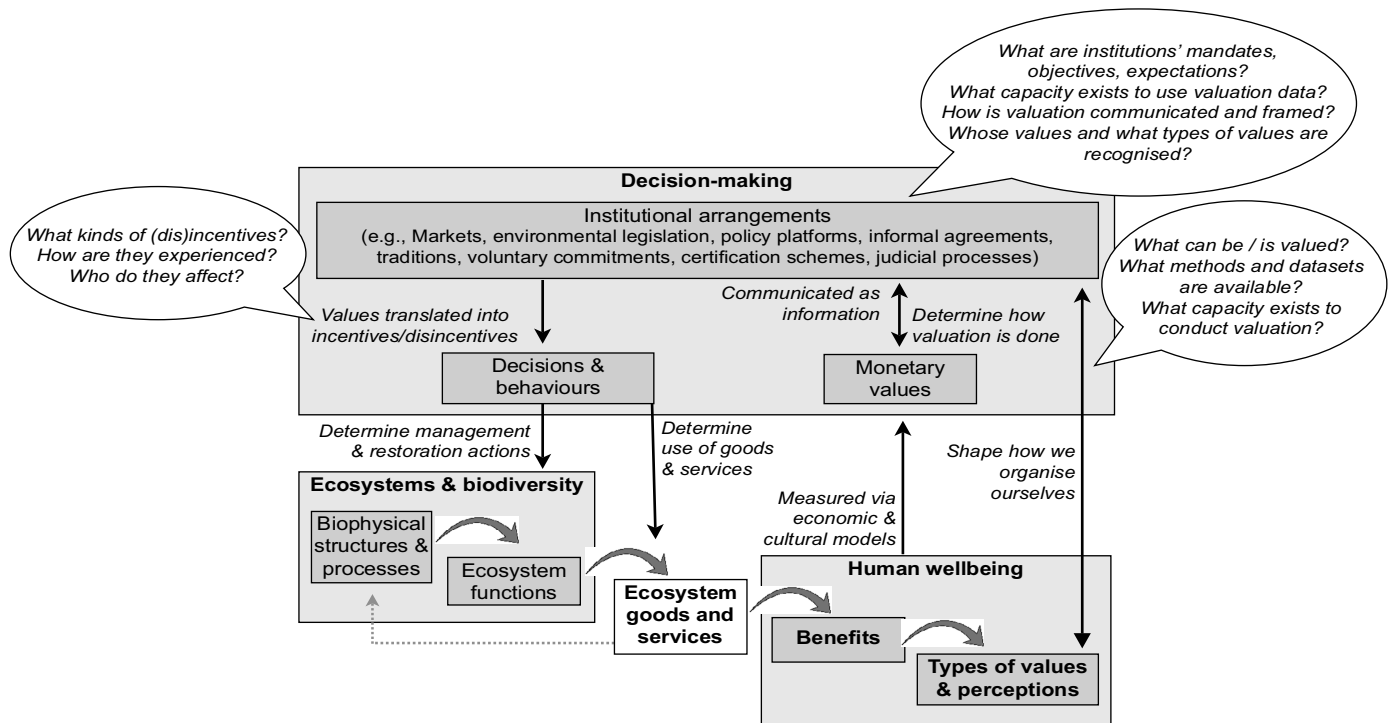 What are institutions’ mandates,
objectives, expectations?
What capacity exists to use valuation data?
How is valuation communicated and framed?
Whose values and what types of values are
recognised?
Decision-making
Institutional arrangements
(e.g., Markets, environmental legislation, policy platforms, informal agreements,
traditions, voluntary commitments, certification schemes, judicial processes)
What kinds of (dis)incentives?
How are they experienced?
Who do they affect?
What can be / is valued?
What methods and datasets
are available?
What capacity exists to
conduct valuation?
Values translated into
incentives/disincentives
Communicated as
information
Determine how
valuation is done
Decisions &
behaviours
Monetary
values
Determine management
& restoration actions
Determine
use of goods
& services
Shape how we
organise
ourselves
Measured via
economic &
cultural models
Ecosystems & biodiversity
Biophysical
structures &
processes
Ecosystem
functions
Ecosystem
goods and
services
Human wellbeing
Benefits
Types of values
& perceptions